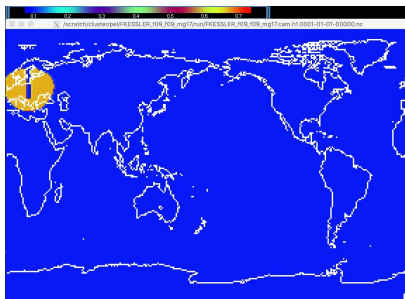 0.1 0.2 0.3 0.4 0.5 0.6 0.7
/scratch/cluster/pel/FKESSLER_f09_f09_mg17/run/FKESSLER_f09_f09_mg17.cam.h1.0001-01-01-00000.nc